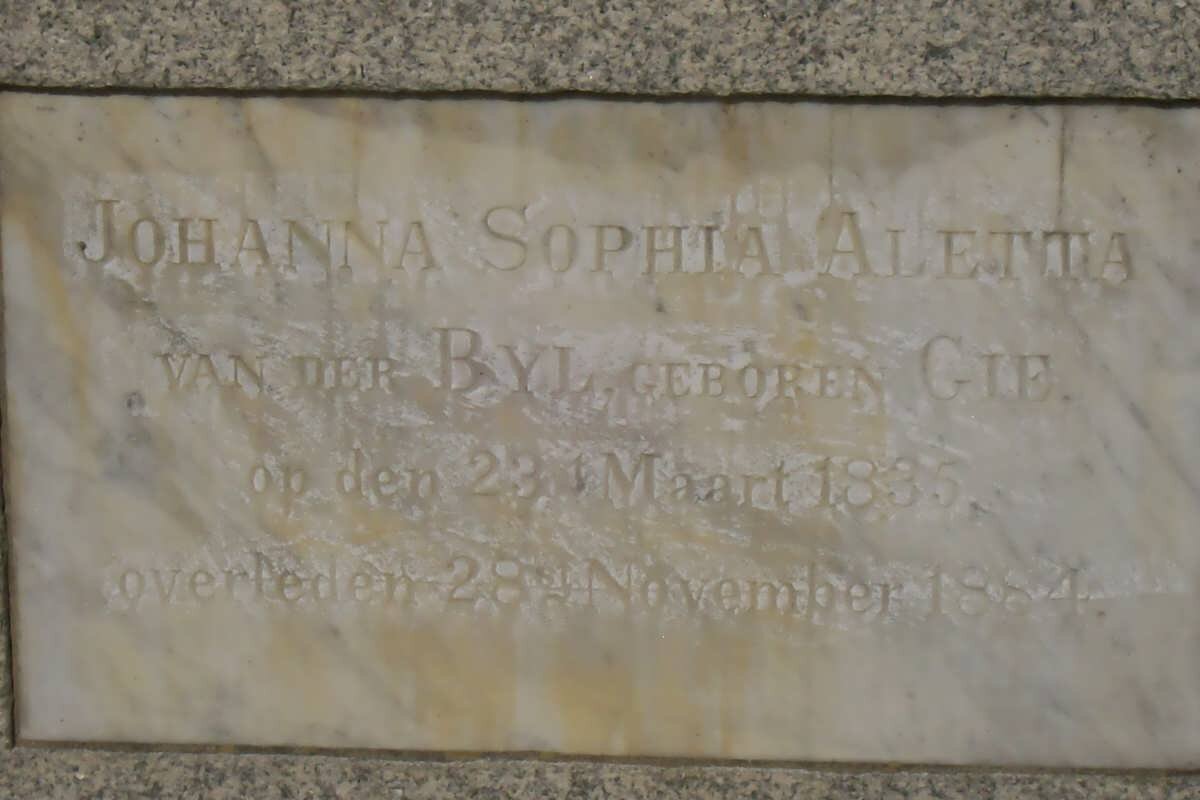 JOHANNA SOPHIA ALETTA
VAN DER BYL, GEBOREN GIE
op den 23 Maart 1835
overleden 28 November 1884